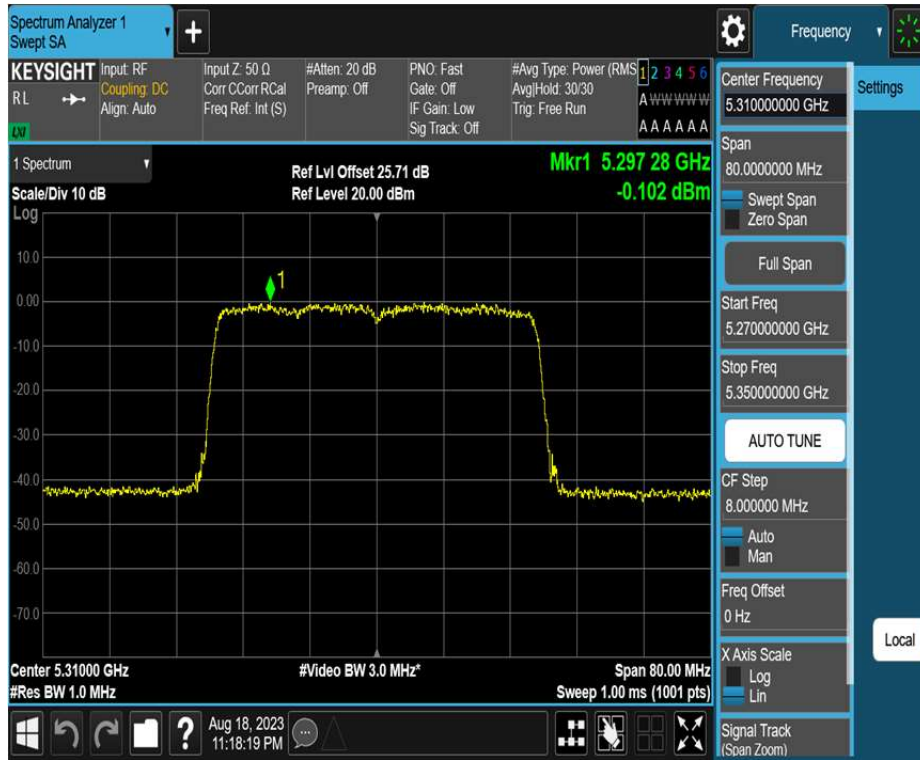 Spectrum Analyzer 1
Swept SA
Frequency
KEYSIGHT
R L
LXI
Input: RF
Coupling: DC
Align: Auto
Input Z: 50 Ω
Corr CCorr RCal
Freq Ref: Int (S)
#Atten: 20 dB
Preamp: Off
PNO: Fast
Gate: Off
IF Gain: Low
Sig Track: Off
#Avg Type: Power (RMS
Avg|Hold: 30/30
Trig: Free Run
1 2 3 4 5 6
A W W W W W
A A A A A A
Center Frequency
5.310000000 GHz
Settings
Span
80.0000000 MHz
Swept Span
Zero Span
Full Span
Start Freq
5.270000000 GHz
Stop Freq
5.350000000 GHz
AUTO TUNE
CF Step
8.000000 MHz
Auto
Man
Freq Offset
0 Hz
X Axis Scale
Log
Lin
Signal Track
(Span Zoom)
Local
1 Spectrum
Scale/Div 10 dB
Log
Ref Lvl Offset 25.71 dB
Ref Level 20.00 dBm
Mkr1 5.297 28 GHz
-0.102 dBm
1
10.0
0.00
-10.0
-20.0
-30.0
-40.0
-50.0
-60.0
-70.0
Center 5.31000 GHz
#Res BW 1.0 MHz
#Video BW 3.0 MHz*
Span 80.00 MHz
Sweep 1.00 ms (1001 pts)
?
Aug 18, 2023
11:18:19 PM